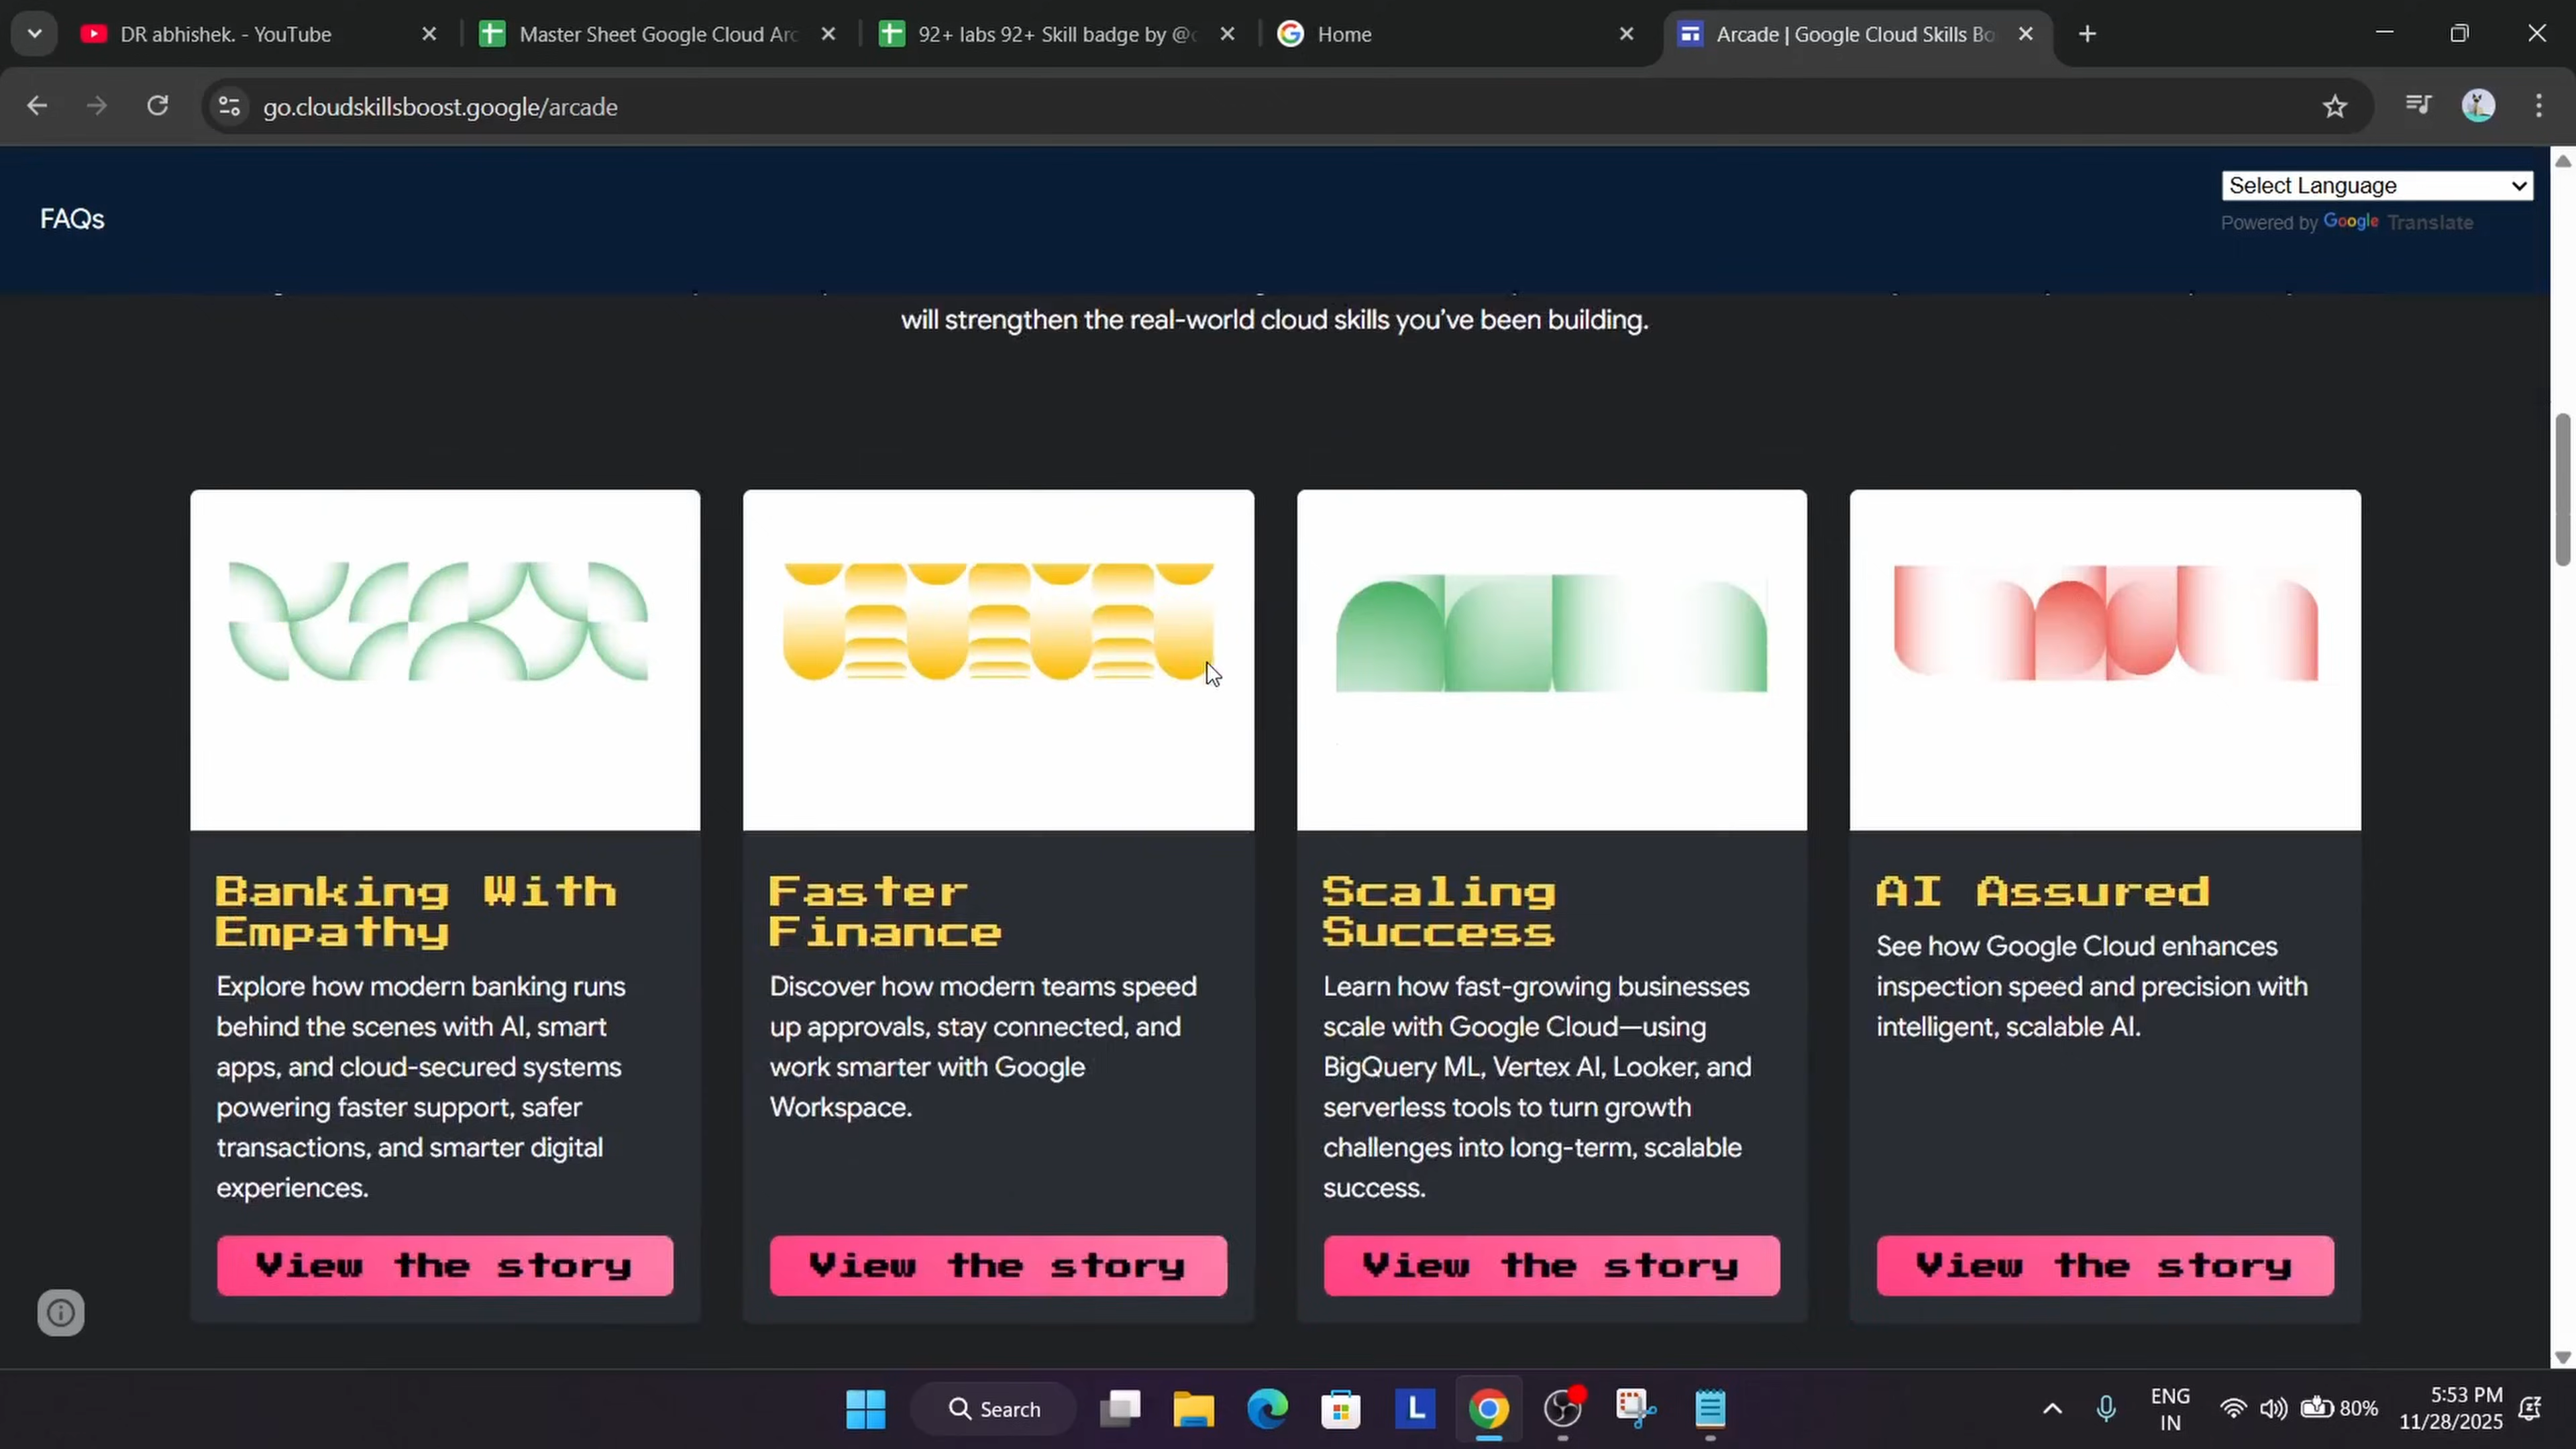 DR abhishek. - YouTube
Master Sheet Google Cloud Arc
92+ labs 92+ Skill badge by @
Home
Arcade | Google Cloud Skills Bo
go.cloudskillsboost.google/arcade
FAQs
Select Language
Powered by Google Translate
will strengthen the real-world cloud skills you've been building.
Banking With
Empathy
Explore how modern banking runs
behind the scenes with AI, smart
apps, and cloud-secured systems
powering faster support, safer
transactions, and smarter digital
experiences.
View the story
Faster
Finance
Discover how modern teams speed
up approvals, stay connected, and
work smarter with Google
Workspace.
View the story
Scaling
Success
Learn how fast-growing businesses
scale with Google Cloud—using
BigQuery ML, Vertex AI, Looker, and
serverless tools to turn growth
challenges into long-term, scalable
success.
View the story
AI Assured
See how Google Cloud enhances
inspection speed and precision with
intelligent, scalable AI.
View the story
Search
L
ENG
IN
80%
5:53 PM
11/28/2025